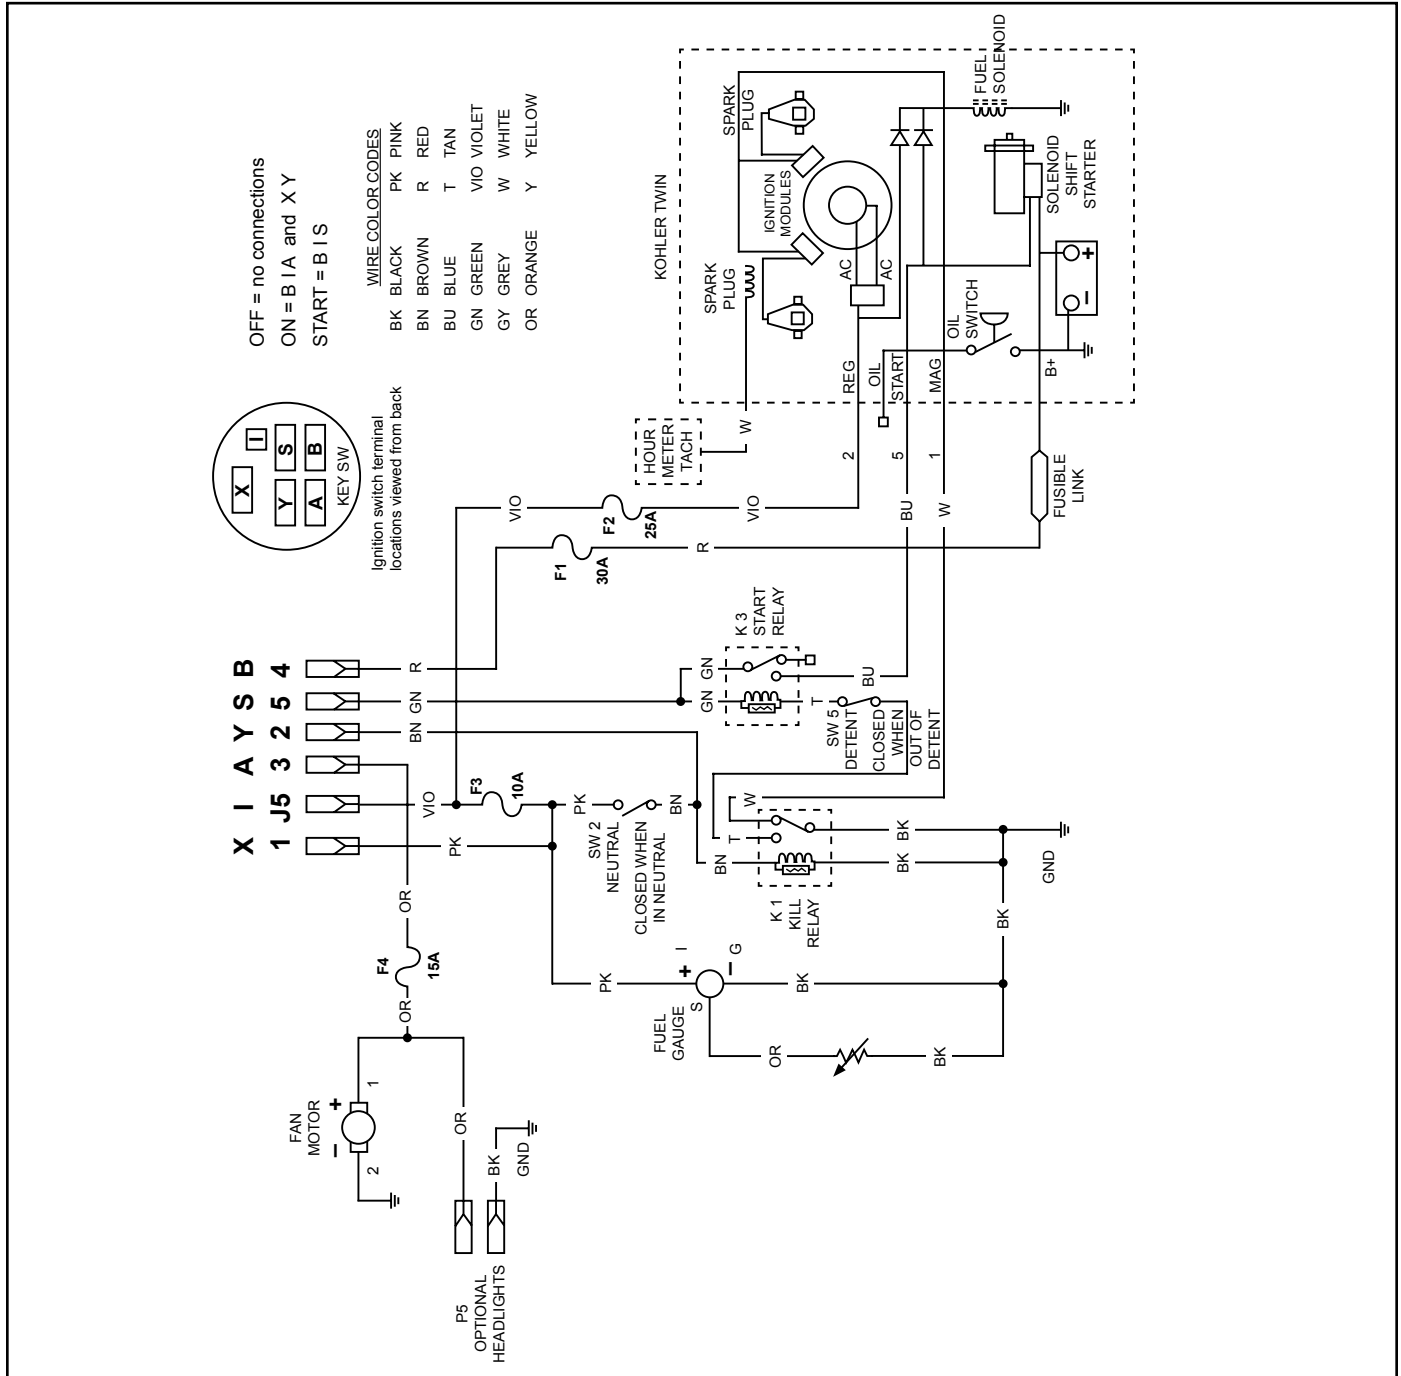 OFF = no connections
ON = B I A and X Y
START = B I S
WIRE COLOR CODES
BK BLACK PK PINK
BN BROWN R RED
BU BLUE T TAN
GN GREEN VIO VIOLET
GY GREY W WHITE
OR ORANGE Y YELLOW
X
I
Y
S
A
B
KEY SW
Ignition switch terminal
locations viewed from back
KOHLER TWIN
SPARK
PLUG
SPARK
PLUG
IGNITION
MODULES
AC
AC
FUEL
SOLENOID
SOLENOID
SHIFT
STARTER
+
–
OIL
SWITCH
REG
OIL
START
MAG
B+
HOUR
METER
TACH
W
2
5
1
VIO
F2
25A
VIO
BU
W
FUSIBLE
LINK
F1
30A
R
X I A Y S B
1 J5 3 2 5 4
R
GN
BN
VIO
PK
OR
K 3
START
RELAY
GN
GN
BU
T
SW 5
DETENT
CLOSED
WHEN
OUT OF
DETENT
F3
10A
PK
BN
SW 2
NEUTRAL
CLOSED WHEN
IN NEUTRAL
W
T
BN
BK
BK
K 1
KILL
RELAY
GND
BK
F4
15A
OR
PK
+
I
–
G
S
FUEL
GAUGE
BK
OR
BK
FAN
MOTOR
+
–
1
2
OR
BK
GND
P5
OPTIONAL
HEADLIGHTS